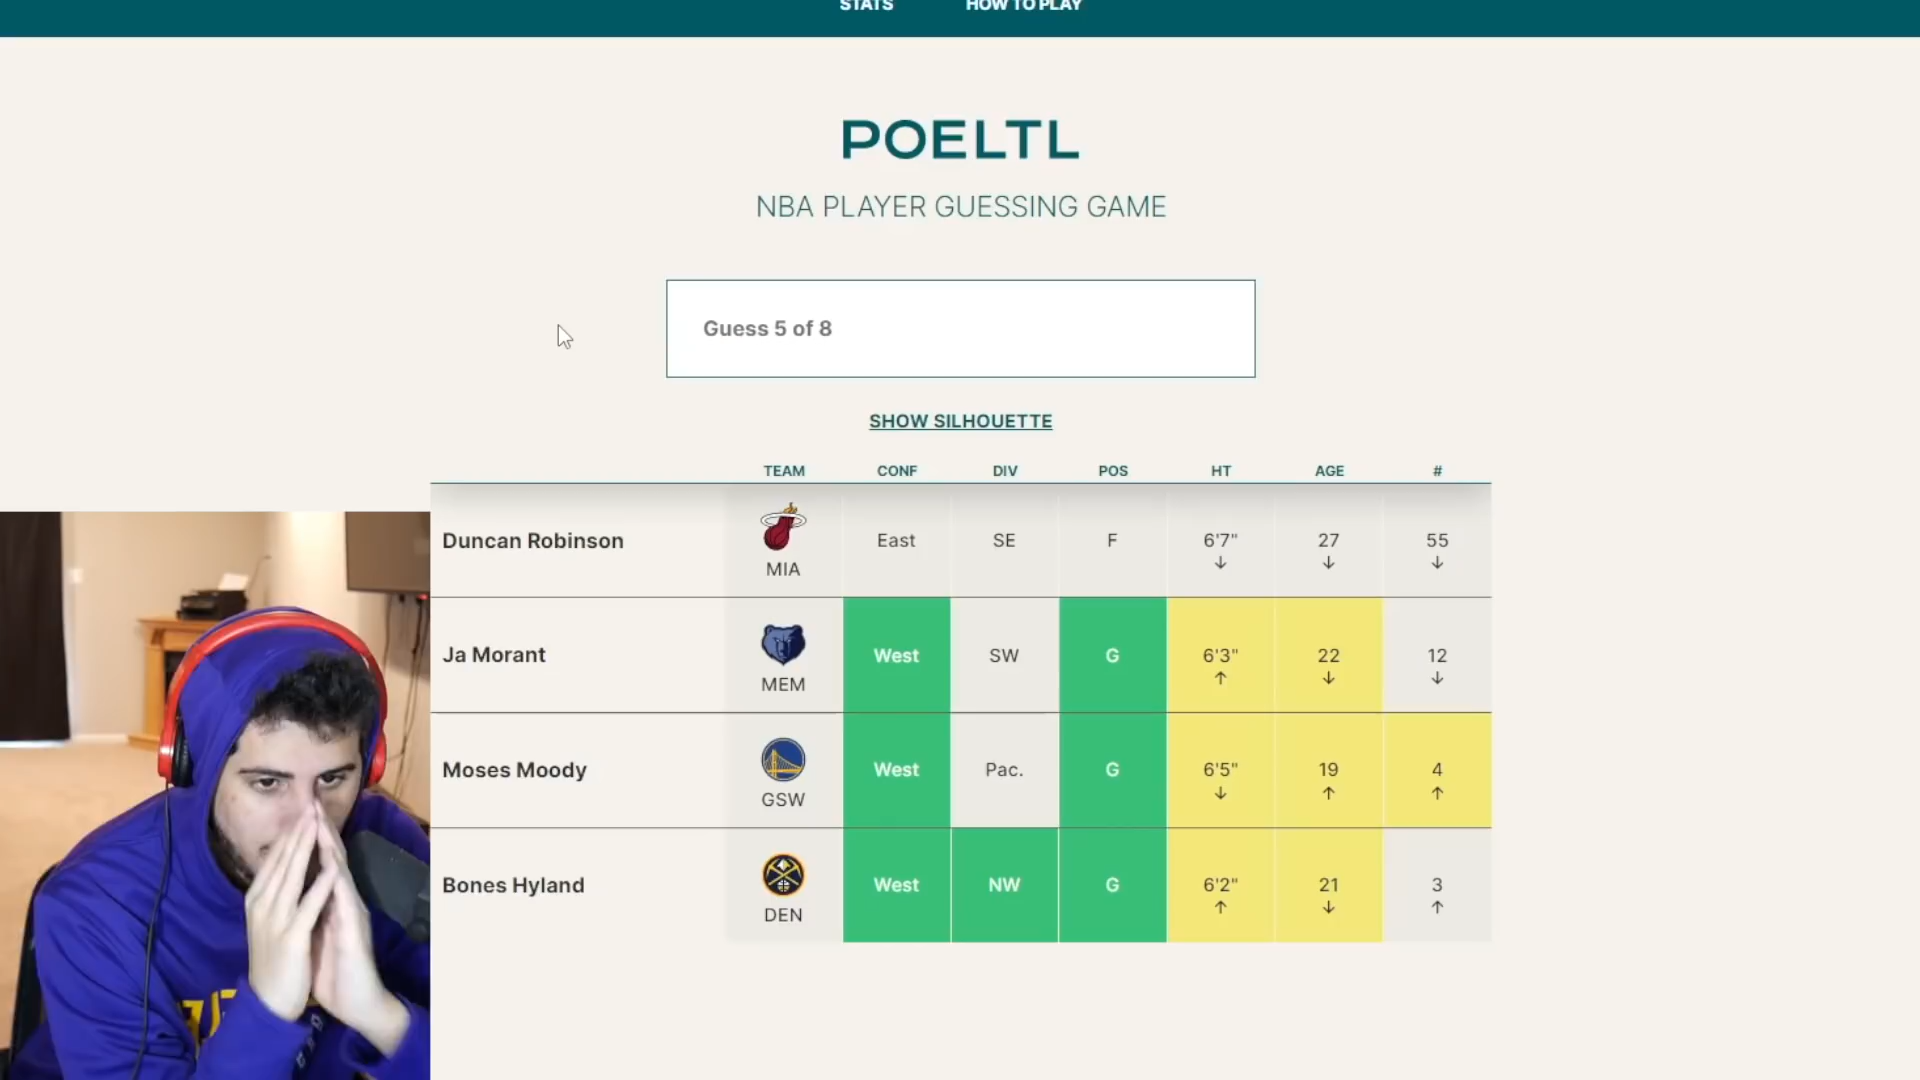 STATS HOW TO PLAY
POELTL
NBA PLAYER GUESSING GAME
Guess 5 of 8
SHOW SILHOUETTE
TEAM CONF DIV POS HT AGE #
Duncan Robinson MIA East SE F 6'7" ↓ 27 ↓ 55 ↓
Ja Morant MEM West SW G 6'3" ↑ 22 ↓ 12 ↓
Moses Moody GSW West Pac. G 6'5" ↓ 19 ↑ 4 ↑
Bones Hyland DEN West NW G 6'2" ↑ 21 ↓ 3 ↑